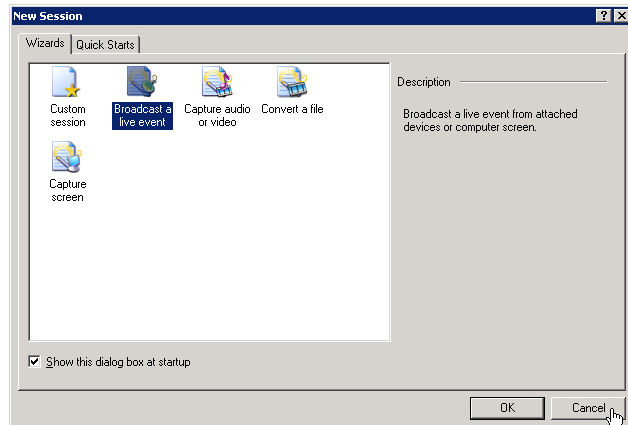 New Session
Wizards
Quick Starts
Custom session
Broadcast a live event
Capture audio or video
Convert a file
Capture screen
Description
Broadcast a live event from attached
devices or computer screen.
Show this dialog box at startup
OK
Cancel